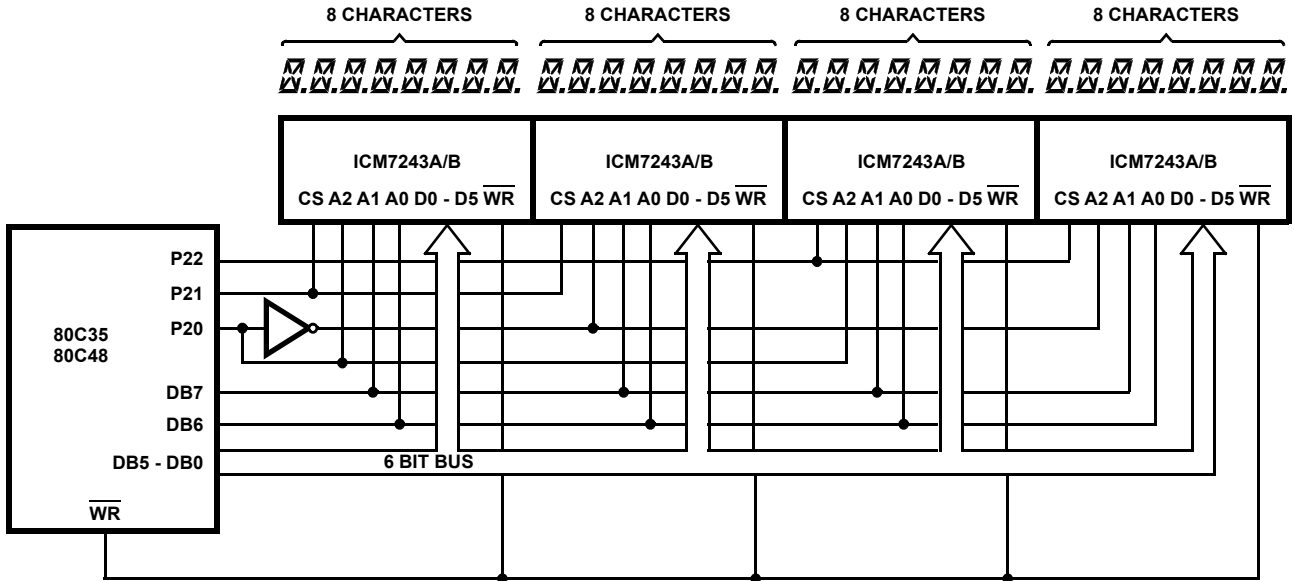 8 CHARACTERS 8 CHARACTERS 8 CHARACTERS 8 CHARACTERS
ICM7243A/B ICM7243A/B ICM7243A/B ICM7243A/B
CS A2 A1 A0 D0 - D5 WR CS A2 A1 A0 D0 - D5 WR CS A2 A1 A0 D0 - D5 WR CS A2 A1 A0 D0 - D5 WR
80C35
80C48
P22
P21
P20
DB7
DB6
DB5 - DB0
6 BIT BUS
WR